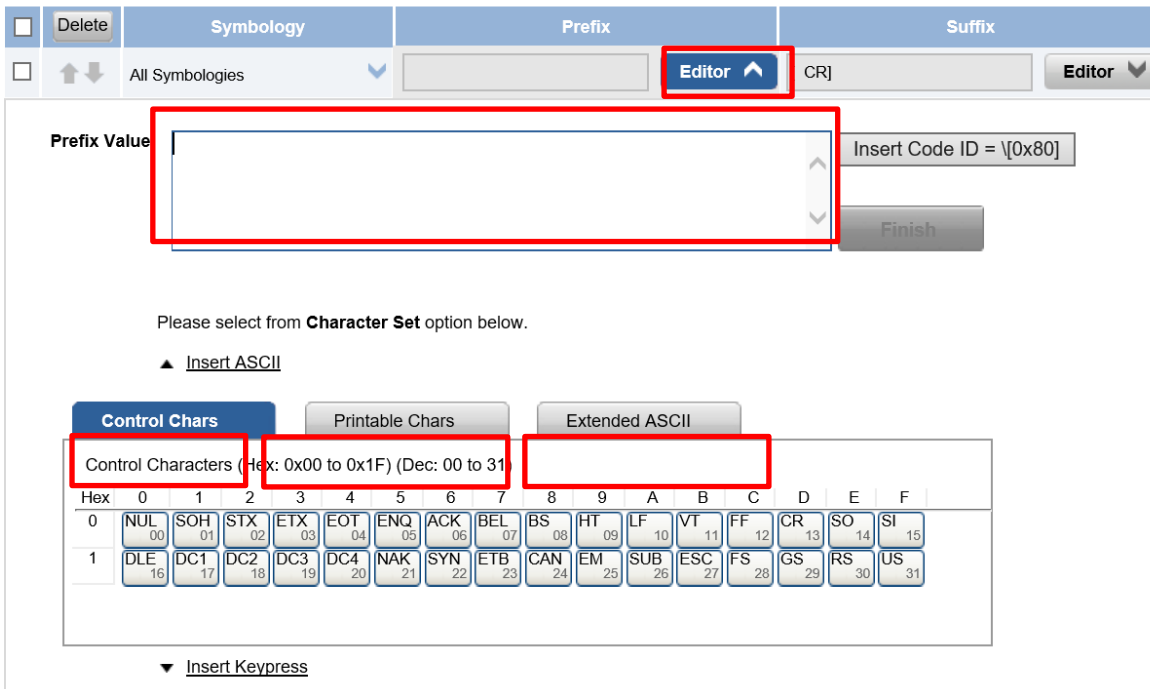 Delete Symbology Prefix Suffix
All Symbologies Editor CR] Editor
Prefix Value
Insert Code ID = \[0x80]
Finish
Please select from Character Set option below.
Insert ASCII
Control Chars Printable Chars Extended ASCII
Control Characters (Hex: 0x00 to 0x1F) (Dec: 00 to 31)
Hex 0 1 2 3 4 5 6 7 8 9 A B C D E F
0 NUL 00 SOH 01 STX 02 ETX 03 EOT 04 ENQ 05 ACK 06 BEL 07 BS 08 HT 09 LF 10 VT 11 FF 12 CR 13 SO 14 SI 15
1 DLE 16 DC1 17 DC2 18 DC3 19 DC4 20 NAK 21 SYN 22 ETB 23 CAN 24 EM 25 SUB 26 ESC 27 FS 28 GS 29 RS 30 US 31
Insert Keypress